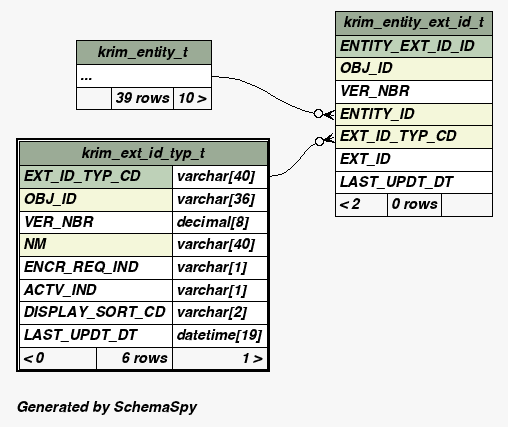 krim_entity_t
...
39 rows 10 >
krim_entity_ext_id_t
ENTITY_EXT_ID_ID
OBJ_ID
VER_NBR
ENTITY_ID
EXT_ID_TYP_CD
EXT_ID
LAST_UPDT_DT
< 2 0 rows
krim_ext_id_typ_t
EXT_ID_TYP_CD varchar[40]
OBJ_ID varchar[36]
VER_NBR decimal[8]
NM varchar[40]
ENCR_REQ_IND varchar[1]
ACTV_IND varchar[1]
DISPLAY_SORT_CD varchar[2]
LAST_UPDT_DT datetime[19]
< 0 6 rows 1 >
Generated by SchemaSpy